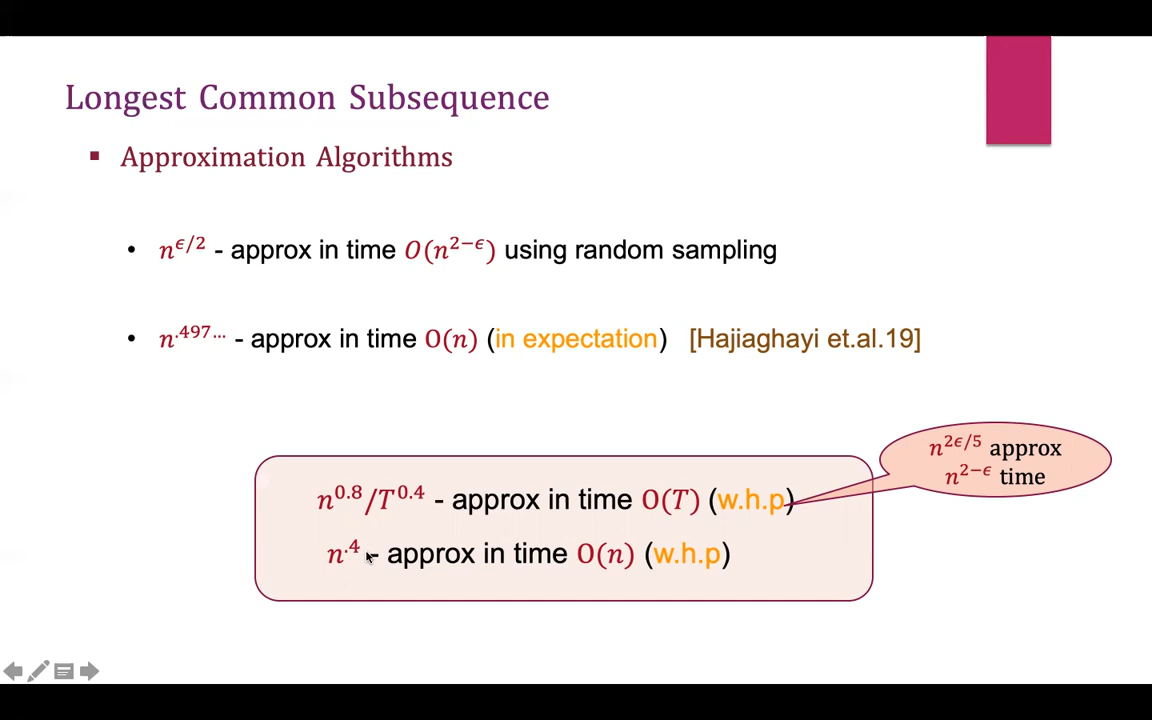 Longest Common Subsequence
▪ Approximation Algorithms
• n^{ϵ/2} - approx in time O(n^{2−ϵ}) using random sampling
• n^{.497…} - approx in time O(n) (in expectation) [Hajiaghayi et.al.19]
n^{2ϵ/5} approx
n^{2−ϵ} time
n^{0.8}/T^{0.4} - approx in time O(T) (w.h.p)
n^{.4} - approx in time O(n) (w.h.p)